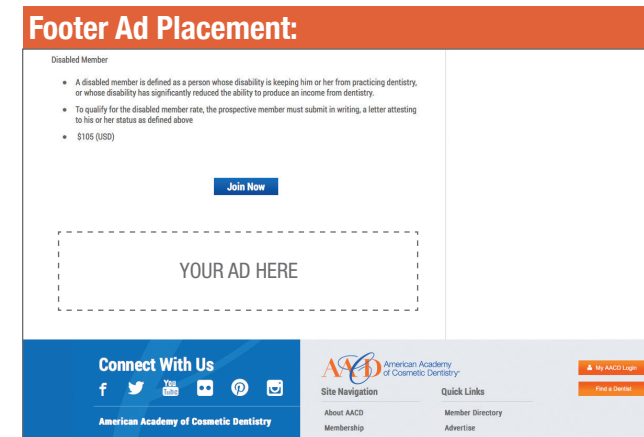 Footer Ad Placement:
Disabled Member
• A disabled member is defined as a person whose disability is keeping him or her from practicing dentistry,
or whose disability has significantly reduced the ability to produce an income from dentistry.
• To qualify for the disabled member rate, the prospective member must submit in writing, a letter attesting
to his or her status as defined above
• $105 (USD)
Join Now
YOUR AD HERE
Connect With Us
You
Tube
American Academy of Cosmetic Dentistry
AACD American Academy
of Cosmetic Dentistry
Site Navigation
About AACD
Membership
Quick Links
Member Directory
Advertise
My AACD Login
Find a Dentist